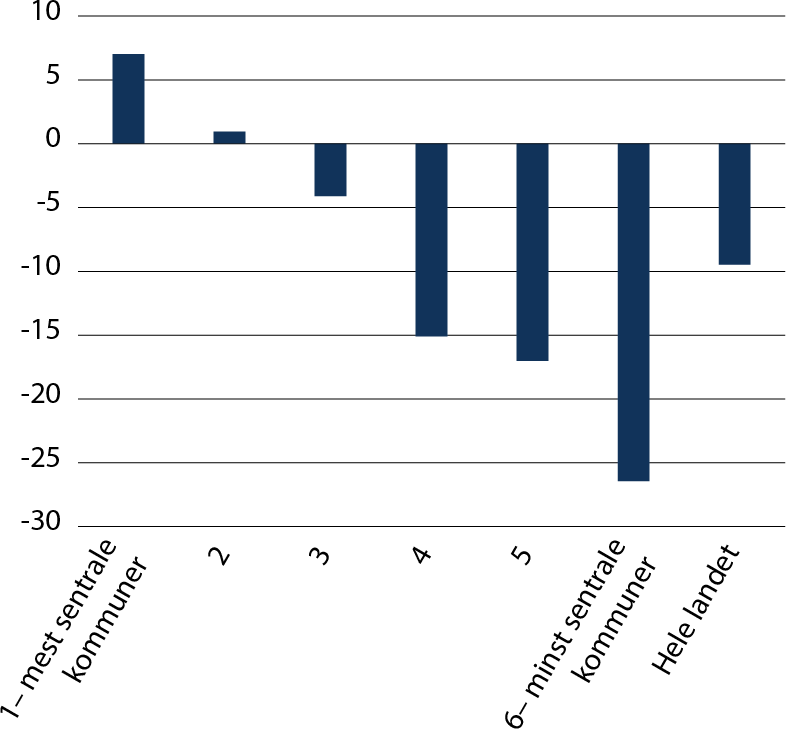 10
5
0
-5
-10
-15
-20
-25
-30
1– mest sentrale
kommuner
2
3
4
5
6– minst sentrale
kommuner
Hele landet